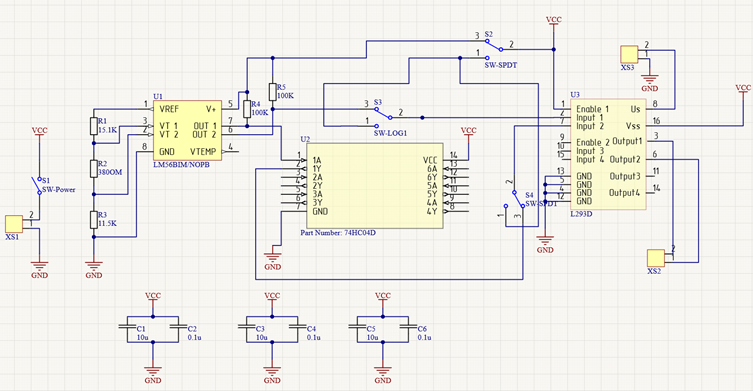 S2
3
2
1
SW-SPDT
VCC
XS3
2
1
GND
VCC
VCC
S1
SW-Power
XS1
2
1
GND
R1
15.1K
R2
380OM
R3
11.5K
GND
U1
1 VREF V+ 5
3 VT 1 OUT 1 7
2 VT 2 OUT 2 6
8 GND VTEMP 4
LM56BIM/NOPB
R4
100K
R5
100K
S3
3
2
1
SW-LOG1
U2
1 1A VCC 14
2 1Y 6A 13
3 2A 6Y 12
4 2Y 5A 11
5 3A 5Y 10
6 3Y 4A 9
7 GND 4Y 8
Part Number: 74HC04D
VCC
GND
S4
SW-SPDT
2
1
3
U3
1 Enable 1 Us 8
2 Input 1 Vss 16
7 Input 2 Output1 3
9 Enable 2 Output2 6
10 Input 3
15 Input 4 Output3 11
13 GND
5 GND
4 GND Output4 14
12 GND
L293D
GND
XS2
2
1
VCC
C1
10u
C2
0.1u
GND
VCC
C3
10u
C4
0.1u
GND
VCC
C5
10u
C6
0.1u
GND